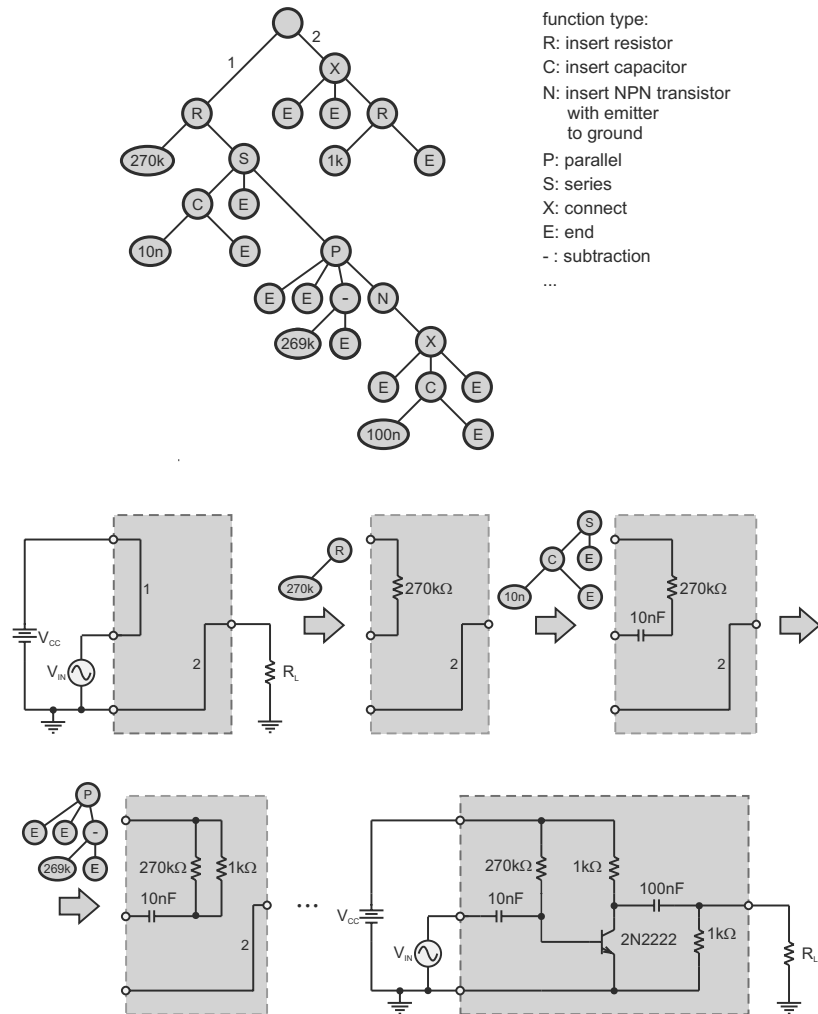 function type:
R: insert resistor
C: insert capacitor
N: insert NPN transistor
with emitter
to ground
P: parallel
S: series
X: connect
E: end
- : subtraction
...
1
2
X
R
E
E
R
270k
S
1k
E
C
E
10n
E
P
E
E
-
N
269k
E
X
E
C
E
100n
E
1
VCC
VIN
2
RL
R
270k
270kΩ
2
S
C
E
10n
E
270kΩ
10nF
2
P
E
E
-
269k
E
270kΩ
1kΩ
10nF
2
...
VCC
VIN
270kΩ
1kΩ
10nF
100nF
2N2222
1kΩ
RL